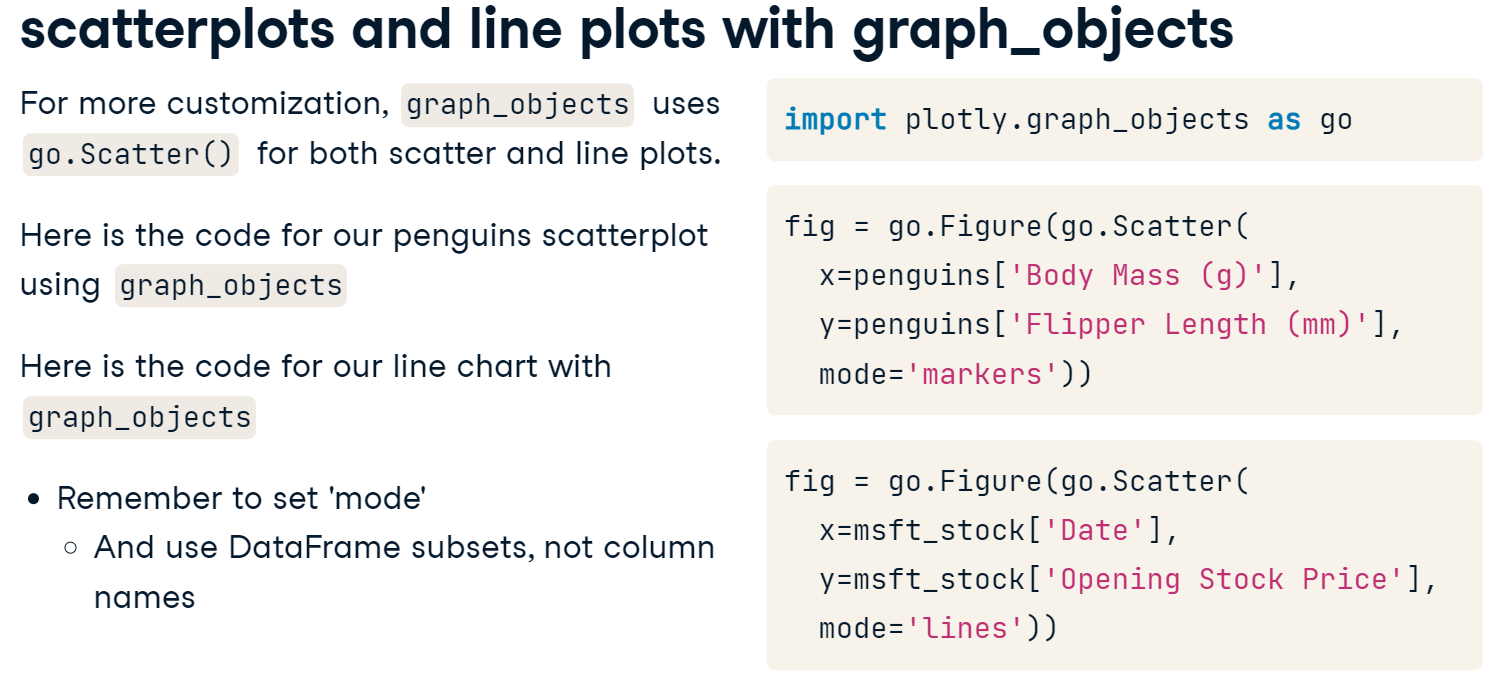 scatterplots and line plots with graph_objects
For more customization, graph_objects uses
go.Scatter() for both scatter and line plots.
Here is the code for our penguins scatterplot
using graph_objects
Here is the code for our line chart with
graph_objects
• Remember to set 'mode'
○ And use DataFrame subsets, not column
names
import plotly.graph_objects as go
fig = go.Figure(go.Scatter(
  x=penguins['Body Mass (g)'],
  y=penguins['Flipper Length (mm)'],
  mode='markers'))
fig = go.Figure(go.Scatter(
  x=msft_stock['Date'],
  y=msft_stock['Opening Stock Price'],
  mode='lines'))